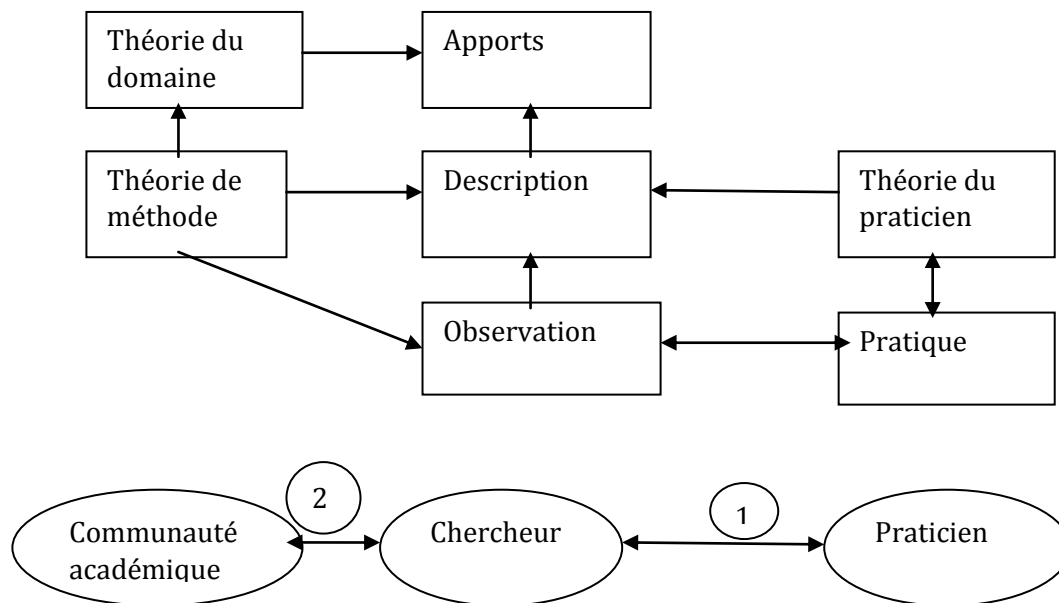 Théorie du
domaine
Apports
Théorie de
méthode
Description
Théorie du
praticien
Observation
Pratique
2
1
Communauté
académique
Chercheur
Praticien